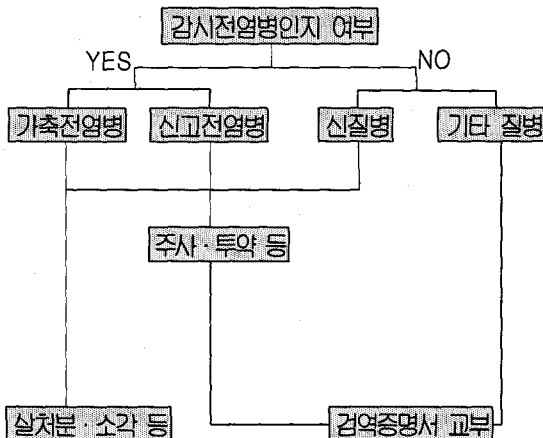 감시전염병인지 여부
YES
NO
가축전염병
신고전염병
신질병
기타 질병
주사·투약 등
살처분·소각 등
검역증명서 교부